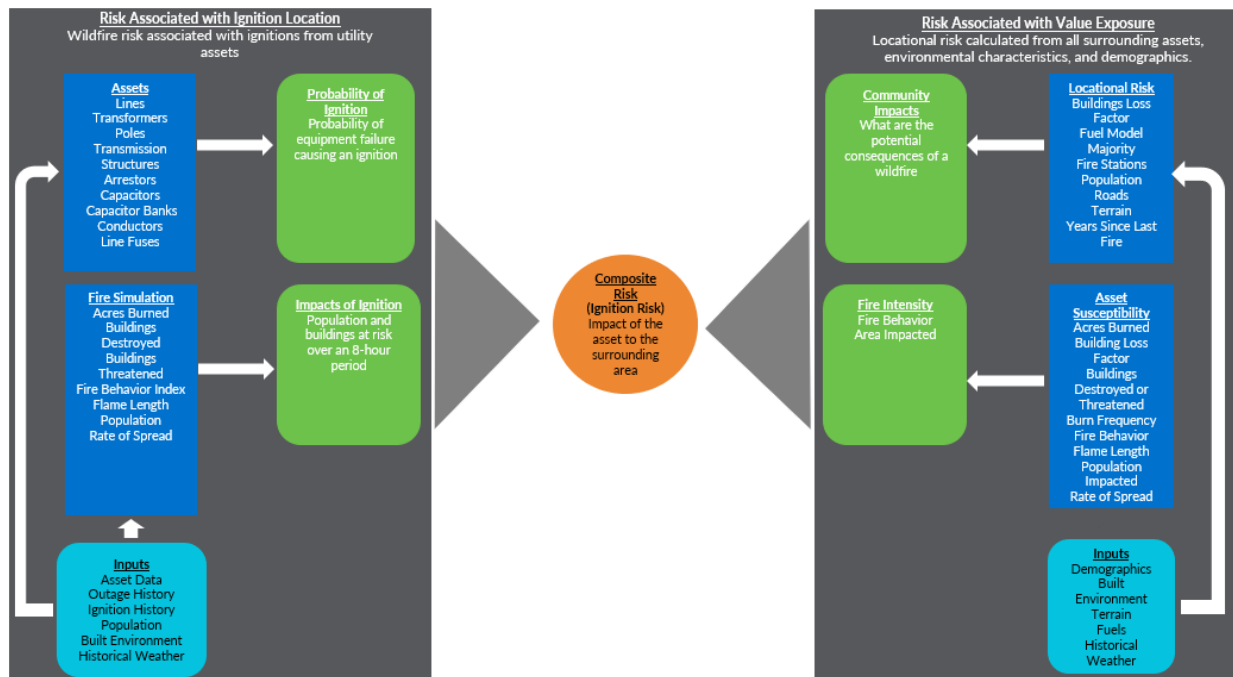 Risk Associated with Ignition Location
Wildfire risk associated with ignitions from utility
assets
Assets
Lines
Transformers
Poles
Transmission
Structures
Arrestors
Capacitors
Capacitor Banks
Conductors
Line Fuses
Probability of
Ignition
Probability of
equipment failure
causing an ignition
Fire Simulation
Acres Burned
Buildings
Destroyed
Buildings
Threatened
Fire Behavior Index
Flame Length
Population
Rate of Spread
Impacts of Ignition
Population and
buildings at risk
over an 8-hour
period
Inputs
Asset Data
Outage History
Ignition History
Population
Built Environment
Historical Weather
Composite
Risk
(Ignition Risk)
Impact of the
asset to the
surrounding
area
Risk Associated with Value Exposure
Locational risk calculated from all surrounding assets,
environmental characteristics, and demographics.
Community
Impacts
What are the
potential
consequences of a
wildfire
Locational Risk
Buildings Loss
Factor
Fuel Model
Majority
Fire Stations
Population
Roads
Terrain
Years Since Last
Fire
Fire Intensity
Fire Behavior
Area Impacted
Asset
Susceptibility
Acres Burned
Building Loss
Factor
Buildings
Destroyed or
Threatened
Burn Frequency
Fire Behavior
Flame Length
Population
Impacted
Rate of Spread
Inputs
Demographics
Built
Environment
Terrain
Fuels
Historical
Weather